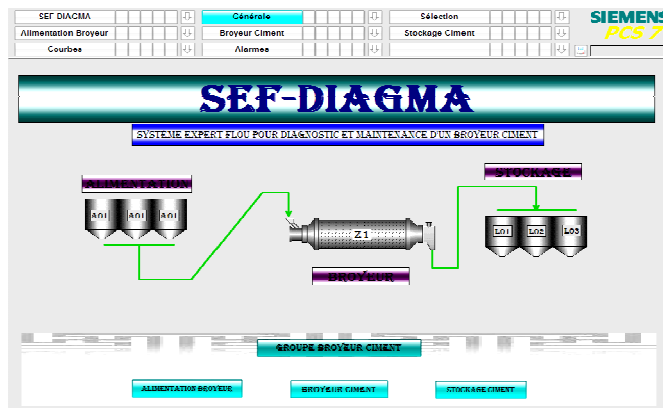 SEF DIAGMA Générale Sélection SIEMENS
Alimentation Broyeur Broyeur Ciment Stockage Ciment PCS 7
Courbes Alarmes
SEF-DIAGMA
SYSTEME EXPERT FLOU POUR DIAGNOSTIC ET MAINTENANCE D'UN BROYEUR CIMENT
STOCKAGE
ALIMENTATION
A01 A01 A01
Z1
L01 L02 L03
BROYEUR
GROUPE BROYEUR CIMENT
ALIMENTATION BROYEUR BROYEUR CIMENT STOCKAGE CIMENT